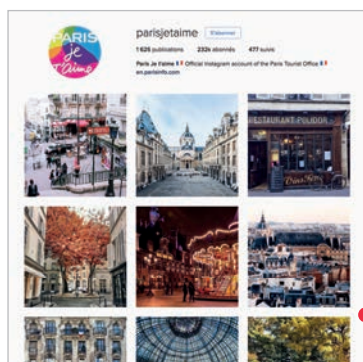 PARIS
je
t'aime
parisjetaime S'abonner
1 626 publications 232k abonnés 477 suivis
Paris Je t'aime Official Instagram account of the Paris Tourist Office
en.parisinfo.com
RESTAURANT POLIDOR